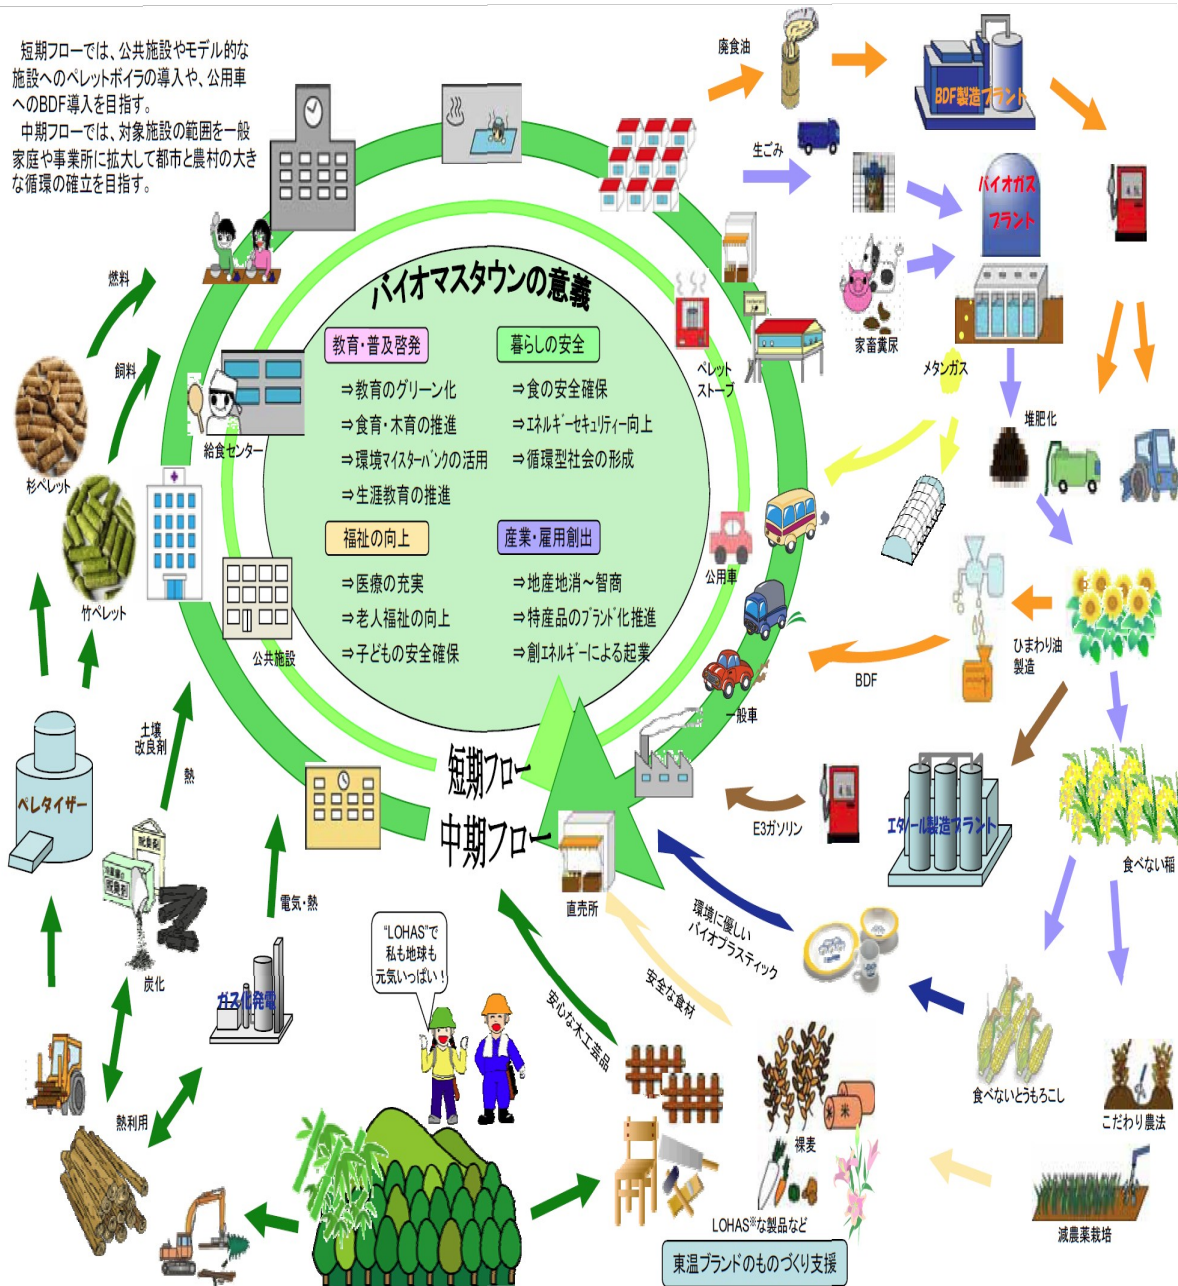 短期フローでは、公共施設やモデル的な
施設へのペレットボイラの導入や、公用車
へのBDF導入を目指す。
中期フローでは、対象施設の範囲を一般
家庭や事業所に拡大して都市と農村の大き
な循環の確立を目指す。
廃食油
BDF製造プラント
生ごみ
バイオガス
プラント
家畜糞尿
メタンガス
堆肥化
燃料
飼料
杉ペレット
竹ペレット
給食センター
ペレット
ストーブ
バイオマスタウンの意義
教育・普及啓発
⇒教育のグリーン化
⇒食育・木育の推進
⇒環境マイスターバンクの活用
⇒生涯教育の推進
暮らしの安全
⇒食の安全確保
⇒エネルギーセキュリティー向上
⇒循環型社会の形成
福祉の向上
⇒医療の充実
⇒老人福祉の向上
⇒子どもの安全確保
産業・雇用創出
⇒地産地消～智商
⇒特産品のブランド化推進
⇒創エネルギーによる起業
公用車
公共施設
ひまわり油
製造
BDF
一般車
短期フロー
中期フロー
土壌
改良剤
熱
ペレタイザー
脱臭剤
脱臭剤
炭化
電気・熱
ガス化発電
熱利用
E3ガソリン
エタノール製造プラント
食べない稲
直売所
環境に優しい
バイオプラスティック
安全な食材
安心な木工芸品
“LOHAS”で
私も地球も
元気いっぱい！
食べないとうもろこし
こだわり農法
米
裸麦
減農薬栽培
LOHAS※な製品など
東温ブランドのものづくり支援